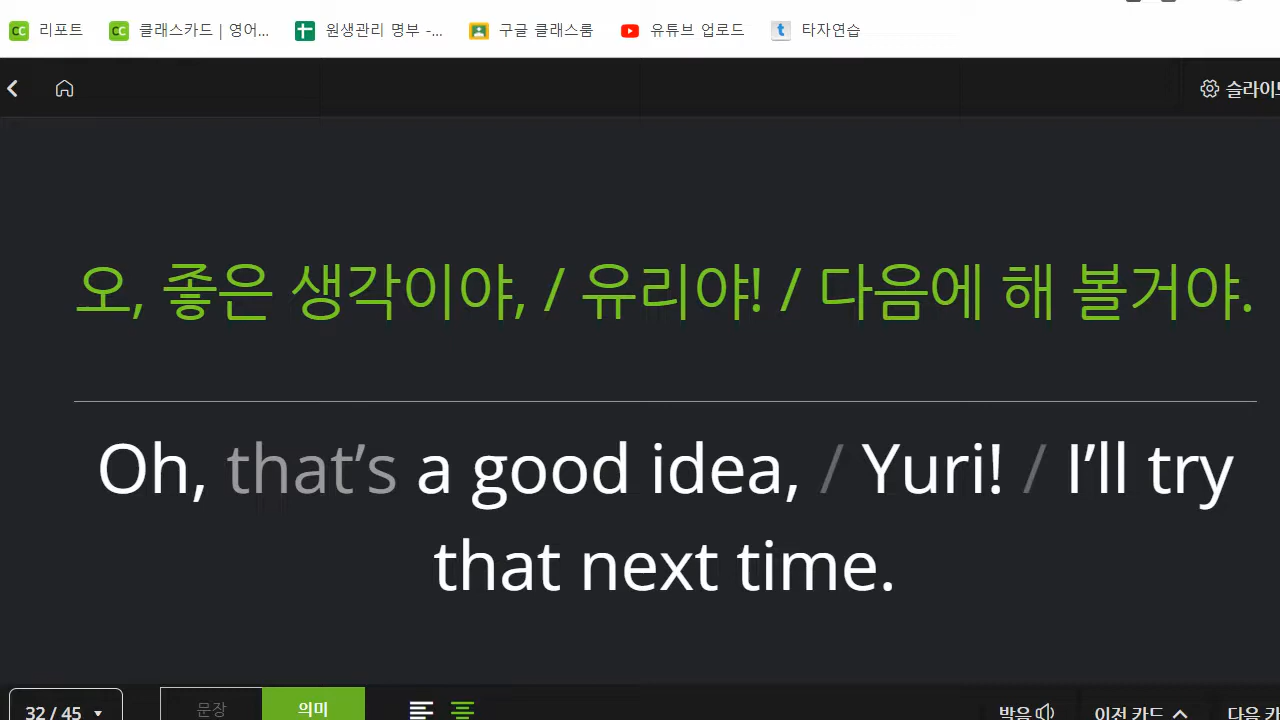 리포트 클래스카드 | 영어... 원생관리 명부 -... 구글 클래스룸 유튜브 업로드 타자연습
오, 좋은 생각이야, / 유리야! / 다음에 해 볼거야.
Oh, that’s a good idea, / Yuri! / I’ll try
that next time.
32 / 45 문장 의미 이전 카드